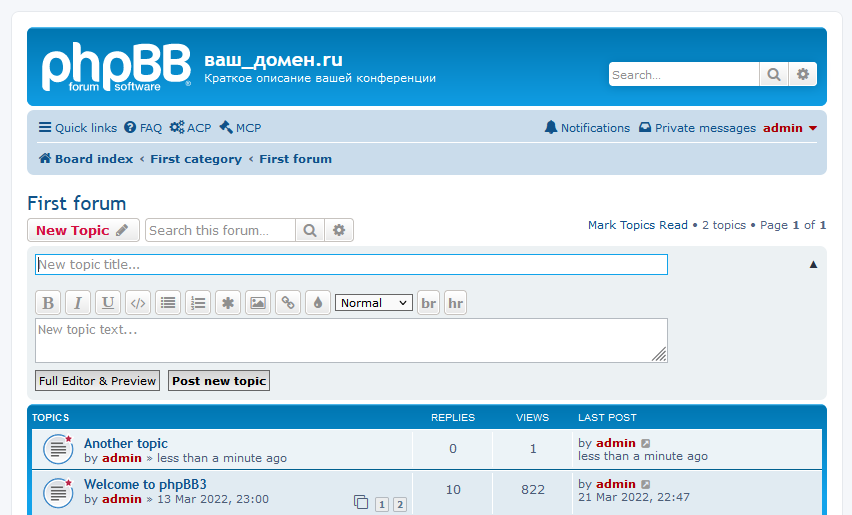 phpBB®
forum software
ваш_домен.ru
Краткое описание вашей конференции
Search…
Quick links FAQ ACP MCP
Notifications Private messages admin
Board index ‹ First category ‹ First forum
First forum
New Topic Search this forum…
Mark Topics Read • 2 topics • Page 1 of 1
New topic title...
B I U </> Normal br hr
New topic text...
Full Editor & Preview Post new topic
TOPICS REPLIES VIEWS LAST POST
Another topic 0 1 by admin
by admin » less than a minute ago less than a minute ago
Welcome to phpBB3 10 822 by admin
by admin » 13 Mar 2022, 23:00 1 2 21 Mar 2022, 22:47